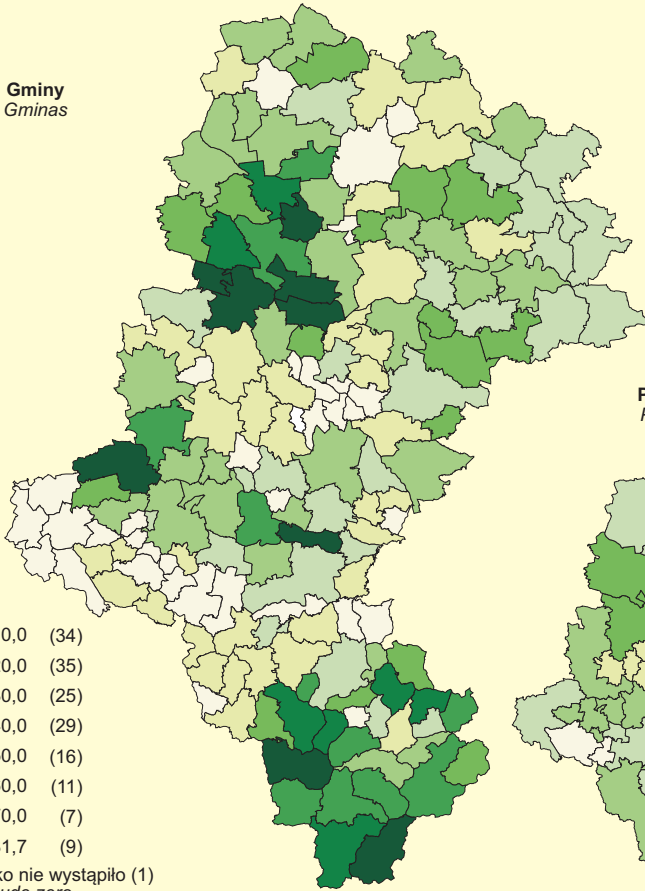 Gminy
Gminas
0,0 (34)
0,0 (35)
0,0 (25)
0,0 (29)
0,0 (16)
0,0 (11)
0,0 (7)
1,7 (9)
ko nie wystąpiło (1)
zero